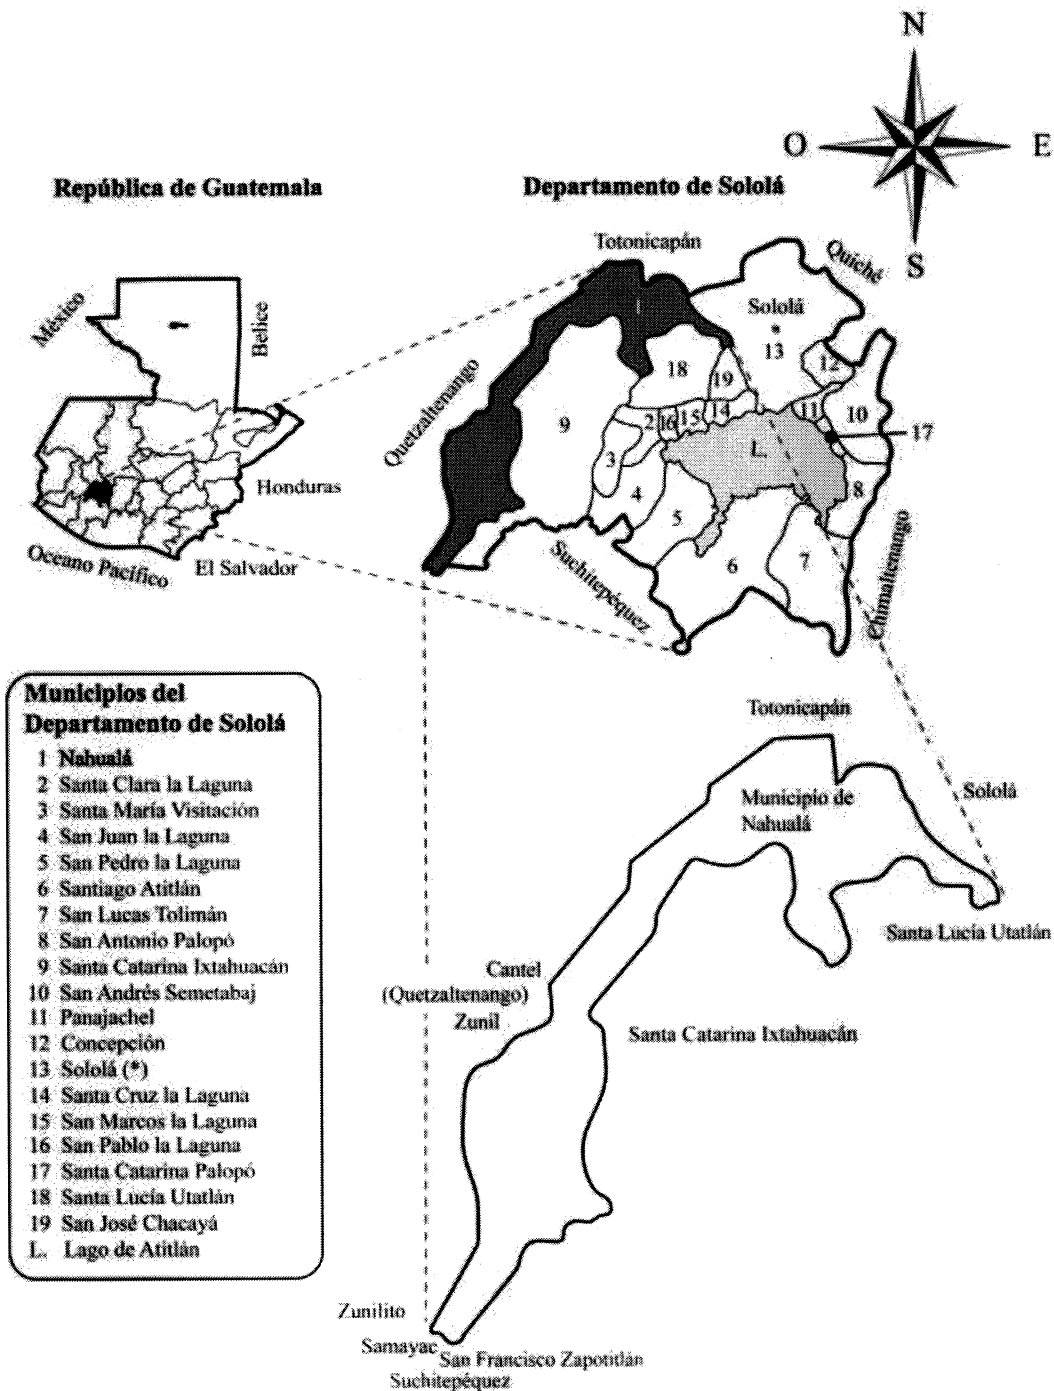 N
O
E
S
República de Guatemala
Departamento de Sololá
México
Belice
Honduras
El Salvador
Oceano Pacífico
Totonicapán
Quiché
Quetzaltenango
Suchitepéquez
Chimaltenango
1
Sololá
*
13
12
18
19
9
2
16
15
14
11
10
17
3
L.
4
5
8
6
7
Municipios del
Departamento de Sololá
1 Nahualá
2 Santa Clara la Laguna
3 Santa María Visitación
4 San Juan la Laguna
5 San Pedro la Laguna
6 Santiago Atitlán
7 San Lucas Tolimán
8 San Antonio Palopó
9 Santa Catarina Ixtahuacán
10 San Andrés Semetabaj
11 Panajachel
12 Concepción
13 Sololá (*)
14 Santa Cruz la Laguna
15 San Marcos la Laguna
16 San Pablo la Laguna
17 Santa Catarina Palopó
18 Santa Lucía Utatlán
19 San José Chacayá
L. Lago de Atitlán
Totonicapán
Municipio de
Nahualá
Sololá
Santa Lucía Utatlán
Cantel
(Quetzaltenango)
Zunil
Santa Catarina Ixtahuacán
Zunilito
Samayac
San Francisco Zapotitlán
Suchitepéquez